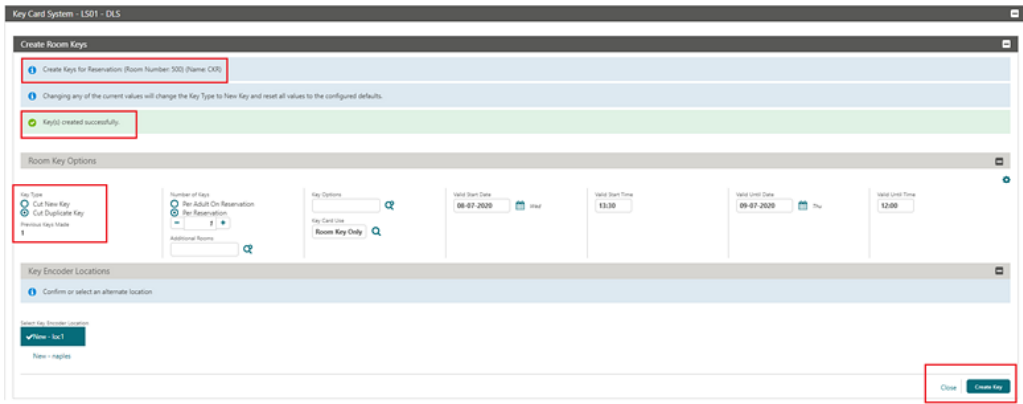 Key Card System - LS01 - DLS
Create Room Keys
Create Keys for Reservation: (Room Number: 500) (Name: CKR)
Changing any of the current values will change the Key Type to New Key and reset all values to the configured defaults.
Key(s) created successfully.
Room Key Options
Key Type
Cut New Key
Cut Duplicate Key
Previous Keys Made
1
Number of Keys
Per Adult On Reservation
Per Reservation
Additional Rooms
Key Options
Key Card Use
Room Key Only
Valid Start Date
08-07-2020 Wed
Valid Start Time
13:30
Valid Until Date
09-07-2020 Thu
Valid Until Time
12:00
Key Encoder Locations
Confirm or select an alternate location
Select Key Encoder Location
New - loc1
New - naples
Close Create Key